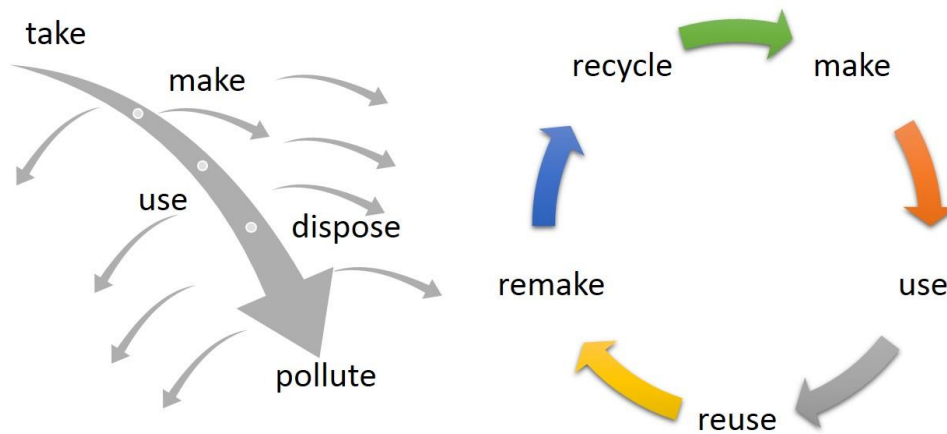 take
make
use
dispose
pollute
recycle
make
use
reuse
remake